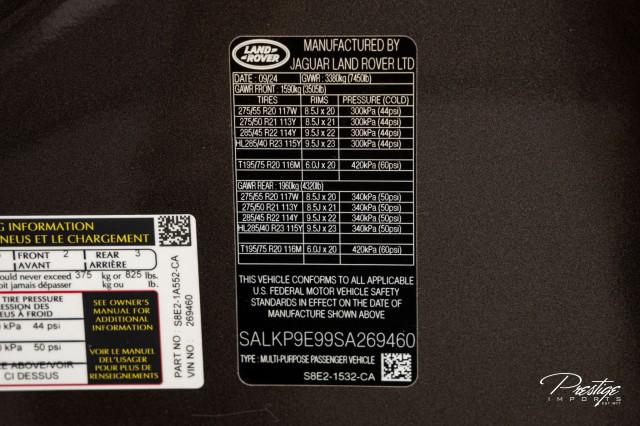 LAND-
-ROVER
MANUFACTURED BY
JAGUAR LAND ROVER LTD
DATE : 09/24 GVWR : 3380kg (7450lb)
GAWR FRONT : 1590kg (3505lb)
TIRES RIMS PRESSURE (COLD)
275/55 R20 117W 8.5J x 20 300kPa (44psi)
275/50 R21 113Y 8.5J x 21 300kPa (44psi)
285/45 R22 114Y 9.5J x 22 300kPa (44psi)
HL285/40 R23 115Y 9.5J x 23 300kPa (44psi)
T195/75 R20 116M 6.0J x 20 420kPa (60psi)
GAWR REAR : 1960kg (4320lb)
275/55 R20 117W 8.5J x 20 340kPa (50psi)
275/50 R21 113Y 8.5J x 21 340kPa (50psi)
285/45 R22 114Y 9.5J x 22 340kPa (50psi)
HL285/40 R23 115Y 9.5J x 23 340kPa (50psi)
T195/75 R20 116M 6.0J x 20 420kPa (60psi)
THIS VEHICLE CONFORMS TO ALL APPLICABLE
U.S. FEDERAL MOTOR VEHICLE SAFETY
STANDARDS IN EFFECT ON THE DATE OF
MANUFACTURE SHOWN ABOVE
SALKP9E99SA269460
TYPE : MULTI-PURPOSE PASSENGER VEHICLE
S8E2-1532-CA
G INFORMATION
NEUS ET LE CHARGEMENT
FRONT 2 REAR 3
AVANT ARRIÈRE
ould never exceed 375 kg or 825 lbs.
oit jamais dépasser kg ou lb.
TIRE PRESSURE
ESSION DES
EUS À FROID
kPa 44 psi
kPa 50 psi
E ABOVE/VOIR
CI DESSUS
SEE OWNER'S
MANUAL FOR
ADDITIONAL
INFORMATION
VOIR LE MANUEL
DEL'USAGER
POUR PLUS DE
RENSEIGNEMENTS
PART NO : S8E2-1A552-CA
VIN NO : 269460
Prestige
IMPORTS